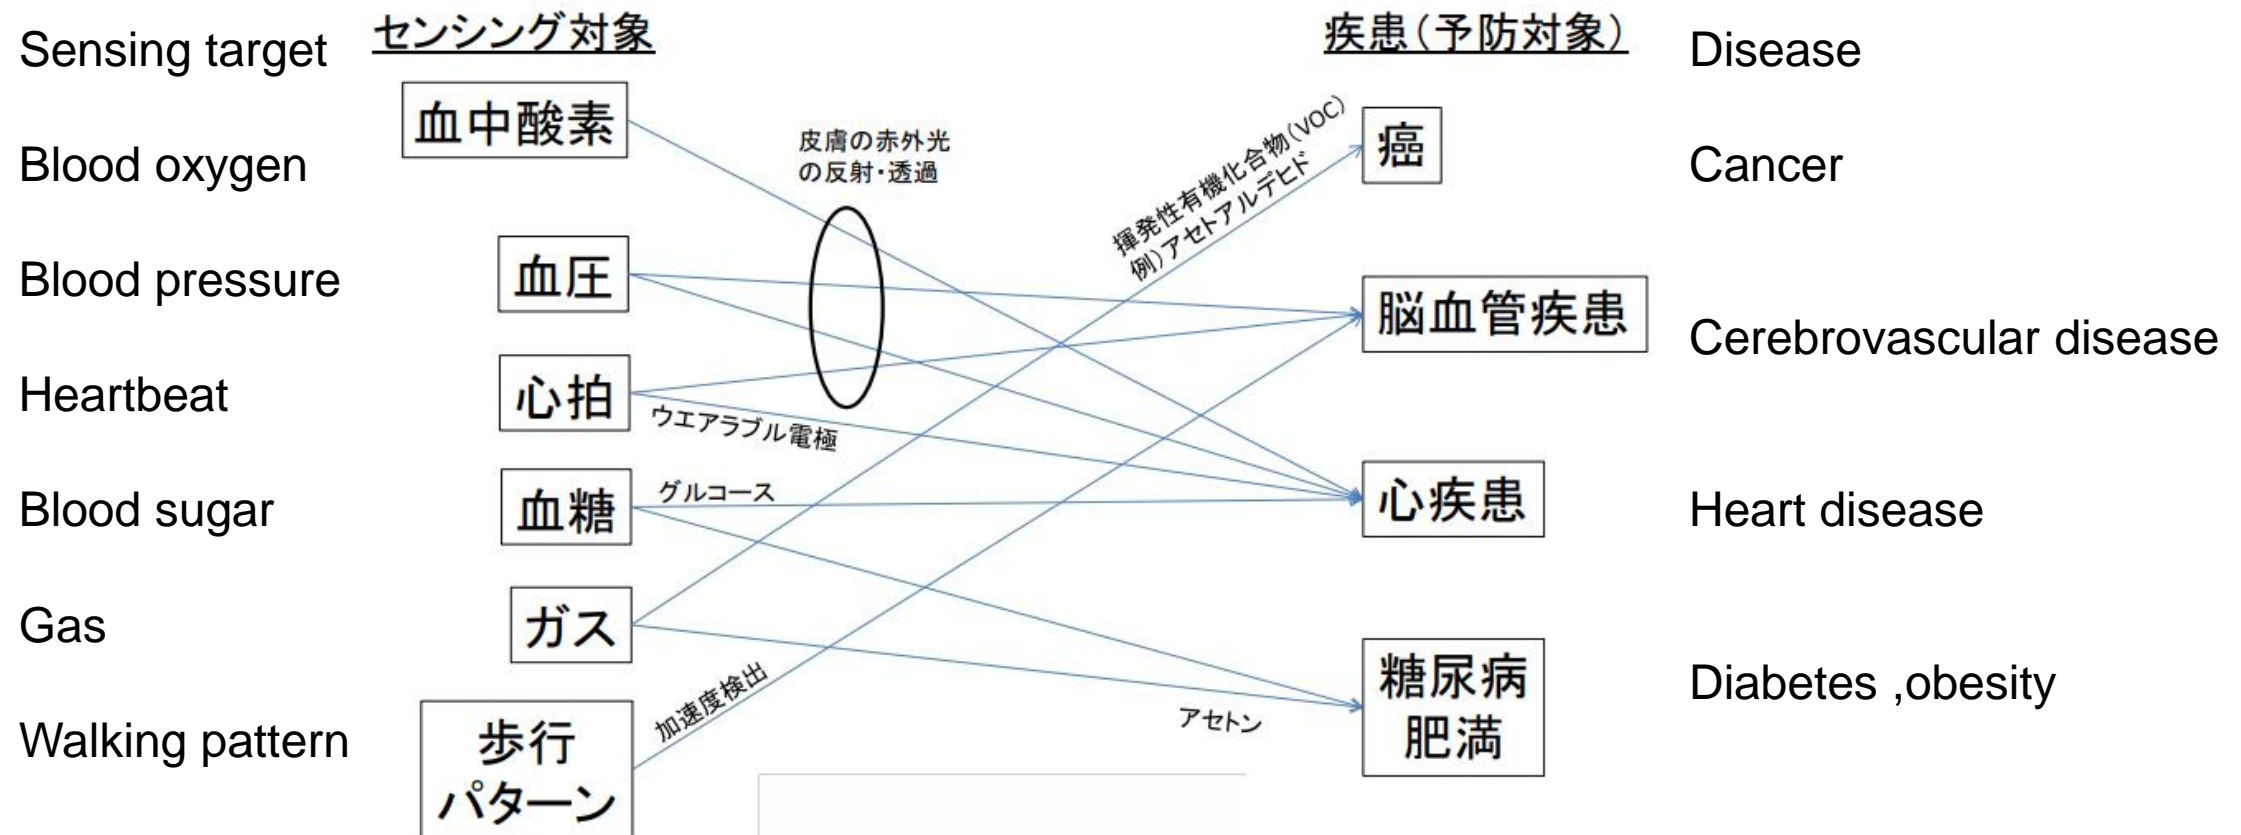 Sensing target
センシング対象
疾患(予防対象)
Disease
Blood oxygen
血中酸素
皮膚の赤外光
の反射・透過
揮発性有機化合物(VOC)
例)アセトアルデヒド
癌
Cancer
Blood pressure
血圧
脳血管疾患
Cerebrovascular disease
Heartbeat
心拍
ウエアラブル電極
Blood sugar
血糖
グルコース
心疾患
Heart disease
Gas
ガス
アセトン
糖尿病
肥満
Diabetes ,obesity
Walking pattern
歩行
パターン
加速度検出